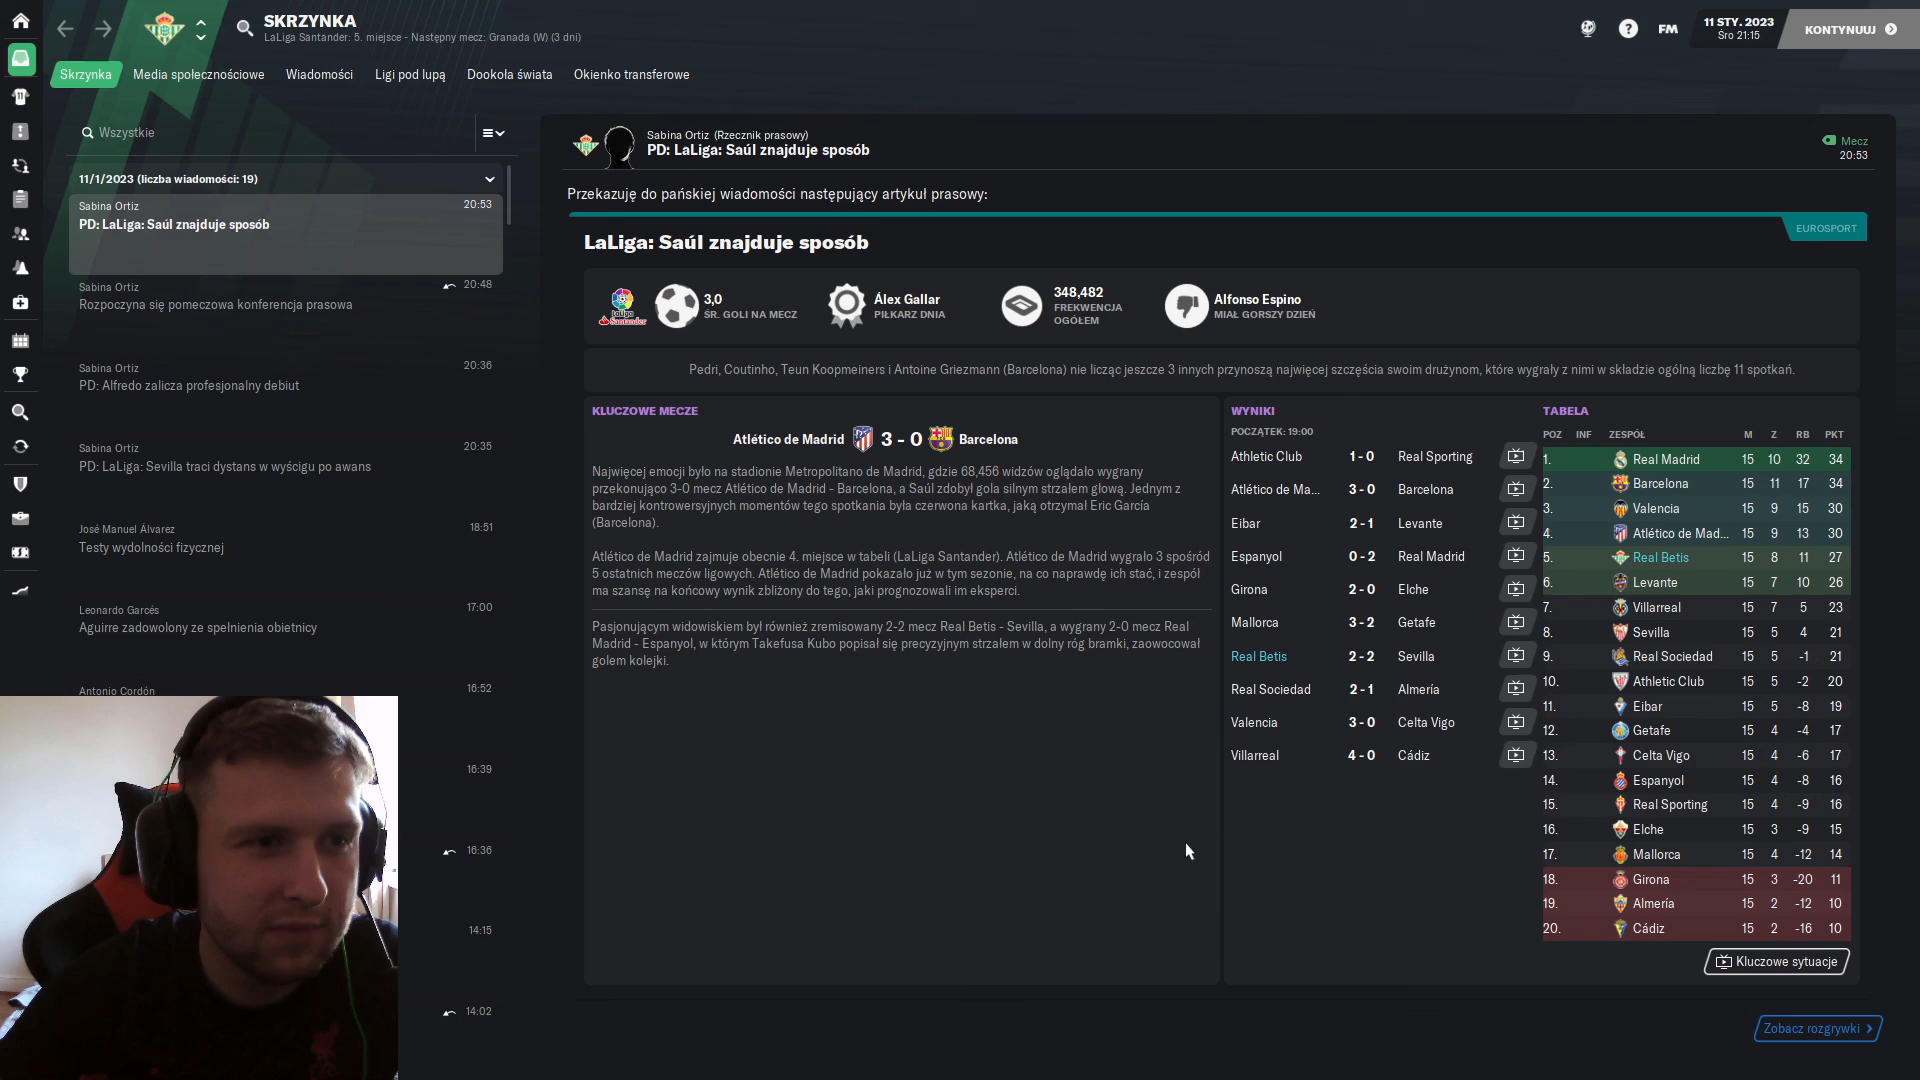 SKRZYNKA
LaLiga Santander: 5. miejsce - Następny mecz: Granada (W) (3 dni)
FM
11 STY. 2023
Śro 21:15
KONTYNUUJ
Skrzynka
Media społecznościowe
Wiadomości
Ligi pod lupą
Dookoła świata
Okienko transferowe
Wszystkie
11/1/2023 (liczba wiadomości: 19)
Sabina Ortiz 20:53
PD: LaLiga: Saúl znajduje sposób
Sabina Ortiz 20:48
Rozpoczyna się pomeczowa konferencja prasowa
Sabina Ortiz 20:36
PD: Alfredo zalicza profesjonalny debiut
Sabina Ortiz 20:35
PD: LaLiga: Sevilla traci dystans w wyścigu po awans
José Manuel Álvarez 18:51
Testy wydolności fizycznej
Leonardo Garcés 17:00
Aguirre zadowolony ze spełnienia obietnicy
Antonio Cordón 16:52
16:39
16:36
14:15
14:02
Sabina Ortiz (Rzecznik prasowy)
PD: LaLiga: Saúl znajduje sposób
Mecz
20:53
Przekazuję do pańskiej wiadomości następujący artykuł prasowy:
EUROSPORT
LaLiga: Saúl znajduje sposób
LaLiga
Santander
3,0
ŚR. GOLI NA MECZ
Álex Gallar
PIŁKARZ DNIA
348,482
FREKWENCJA
OGÓŁEM
Alfonso Espino
MIAŁ GORSZY DZIEŃ
Pedri, Coutinho, Teun Koopmeiners i Antoine Griezmann (Barcelona) nie licząc jeszcze 3 innych przynoszą najwięcej szczęścia swoim drużynom, które wygrały z nimi w składzie ogólną liczbę 11 spotkań.
KLUCZOWE MECZE
Atlético de Madrid 3 - 0 Barcelona
Najwięcej emocji było na stadionie Metropolitano de Madrid, gdzie 68,456 widzów oglądało wygrany
przekonująco 3-0 mecz Atlético de Madrid - Barcelona, a Saúl zdobył gola silnym strzałem głową. Jednym z
bardziej kontrowersyjnych momentów tego spotkania była czerwona kartka, jaką otrzymał Eric García
(Barcelona).
Atlético de Madrid zajmuje obecnie 4. miejsce w tabeli (LaLiga Santander). Atlético de Madrid wygrało 3 spośród
5 ostatnich meczów ligowych. Atlético de Madrid pokazało już w tym sezonie, na co naprawdę ich stać, i zespół
ma szansę na końcowy wynik zbliżony do tego, jaki prognozowali im eksperci.
Pasjonującym widowiskiem był również zremisowany 2-2 mecz Real Betis - Sevilla, a wygrany 2-0 mecz Real
Madrid - Espanyol, w którym Takefusa Kubo popisał się precyzyjnym strzałem w dolny róg bramki, zaowocował
golem kolejki.
WYNIKI
POCZĄTEK: 19:00
Athletic Club 1 - 0 Real Sporting
Atlético de Ma... 3 - 0 Barcelona
Eibar 2 - 1 Levante
Espanyol 0 - 2 Real Madrid
Girona 2 - 0 Elche
Mallorca 3 - 2 Getafe
Real Betis 2 - 2 Sevilla
Real Sociedad 2 - 1 Almería
Valencia 3 - 0 Celta Vigo
Villarreal 4 - 0 Cádiz
TABELA
POZ INF ZESPÓŁ M Z RB PKT
1. Real Madrid 15 10 32 34
2. Barcelona 15 11 17 34
3. Valencia 15 9 15 30
4. Atlético de Mad... 15 9 13 30
5. Real Betis 15 8 11 27
6. Levante 15 7 10 26
7. Villarreal 15 7 5 23
8. Sevilla 15 5 4 21
9. Real Sociedad 15 5 -1 21
10. Athletic Club 15 5 -2 20
11. Eibar 15 5 -8 19
12. Getafe 15 4 -4 17
13. Celta Vigo 15 4 -6 17
14. Espanyol 15 4 -8 16
15. Real Sporting 15 4 -9 16
16. Elche 15 3 -9 15
17. Mallorca 15 4 -12 14
18. Girona 15 3 -20 11
19. Almería 15 2 -12 10
20. Cádiz 15 2 -16 10
Kluczowe sytuacje
Zobacz rozgrywki